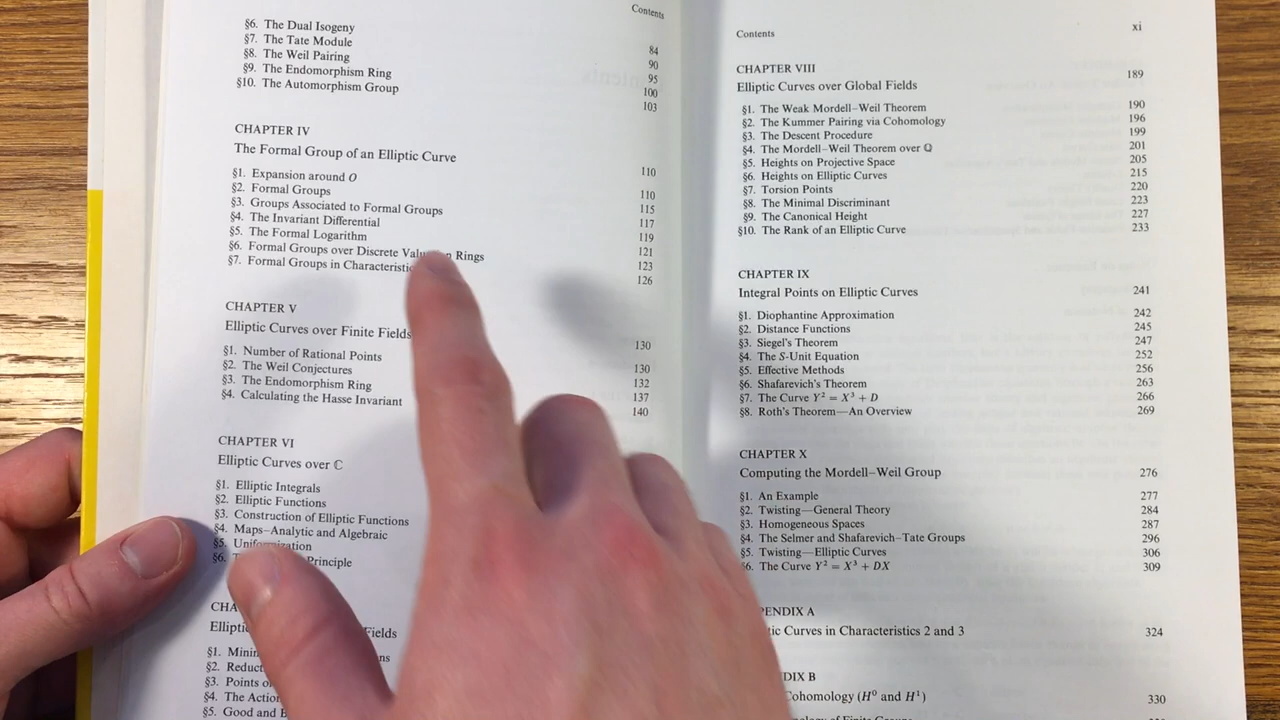 Contents
§6. The Dual Isogeny 84
§7. The Tate Module 90
§8. The Weil Pairing 95
§9. The Endomorphism Ring 100
§10. The Automorphism Group 103
CHAPTER IV
The Formal Group of an Elliptic Curve 110
§1. Expansion around O 110
§2. Formal Groups 115
§3. Groups Associated to Formal Groups 117
§4. The Invariant Differential 119
§5. The Formal Logarithm 121
§6. Formal Groups over Discrete Rings 123
§7. Formal Groups in 126
CHAPTER V
Elliptic Curves over Finite Fields 130
§1. Number of Rational Points 130
§2. The Weil Conjectures 132
§3. The Endomorphism Ring 137
§4. Calculating the Hasse Invariant 140
CHAPTER VI
Elliptic Curves over ℂ
§1. Elliptic Integrals
§2. Elliptic Functions
§3. Construction of Elliptic Functions
§4. Maps—Analytic and Algebraic
§5.
§6. Principle
Fields
§1.
§2.
§3. Points
§4. The
§5. Good and
Contents xi
CHAPTER VIII
Elliptic Curves over Global Fields 189
§1. The Weak Mordell–Weil Theorem 190
§2. The Kummer Pairing via Cohomology 196
§3. The Descent Procedure 199
§4. The Mordell–Weil Theorem over ℚ 201
§5. Heights on Projective Space 205
§6. Heights on Elliptic Curves 215
§7. Torsion Points 220
§8. The Minimal Discriminant 223
§9. The Canonical Height 227
§10. The Rank of an Elliptic Curve 233
CHAPTER IX
Integral Points on Elliptic Curves 241
§1. Diophantine Approximation 242
§2. Distance Functions 245
§3. Siegel's Theorem 247
§4. The S-Unit Equation 252
§5. Effective Methods 256
§6. Shafarevich's Theorem 263
§7. The Curve Y² = X³ + D 266
§8. Roth's Theorem—An Overview 269
CHAPTER X
Computing the Mordell–Weil Group 276
§1. An Example 277
§2. Twisting—General Theory 284
§3. Homogeneous Spaces 287
§4. The Selmer and Shafarevich–Tate Groups 296
§5. Twisting—Elliptic Curves 306
§6. The Curve Y² = X³ + DX 309
A
Curves in Characteristics 2 and 3 324
B
Cohomology (H⁰ and H¹) 330